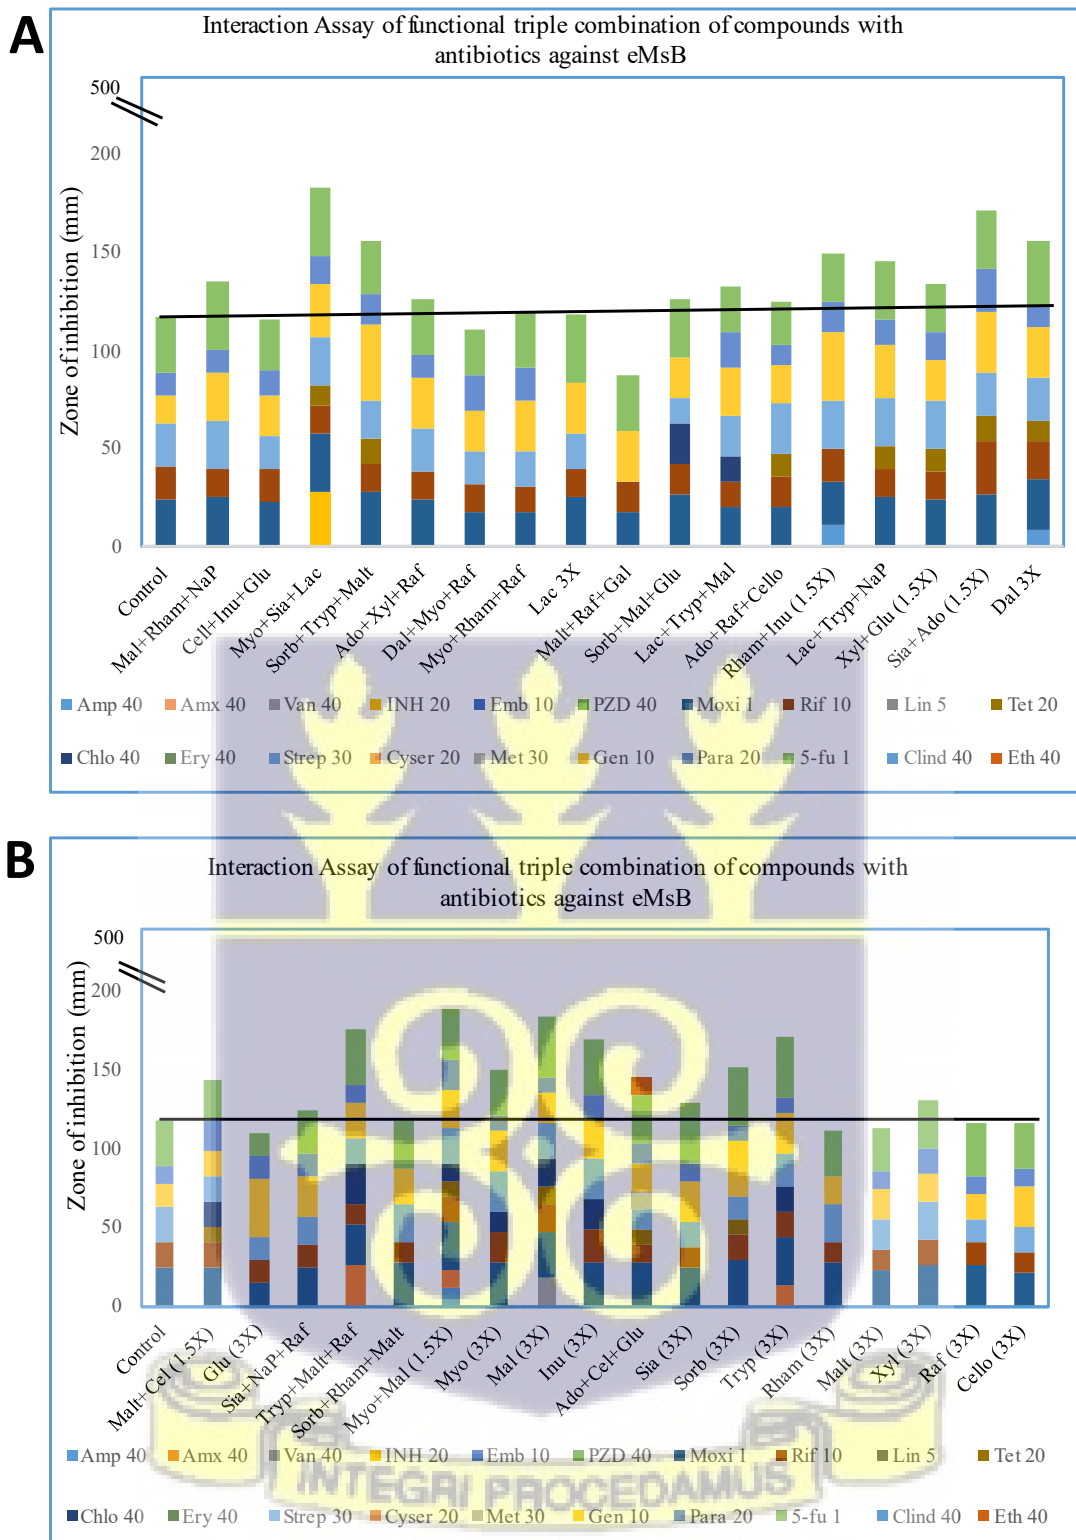 A
Interaction Assay of functional triple combination of compounds with
antibiotics against eMsB
Zone of inhibition (mm)
500
200
150
100
50
0
Control
Mal+Rham+NaP
Cell+Inu+Glu
Myo+Sia+Lac
Sorb+Tryp+Malt
Ado+Xyl+Raf
Dal+Myo+Raf
Myo+Rham+Raf
Lac 3X
Malt+Raf+Gal
Sorb+Mal+Glu
Lac+Tryp+Mal
Ado+Raf+Cello
Rham+Inu (1.5X)
Lac+Tryp+NaP
Xyl+Glu (1.5X)
Sia+Ado (1.5X)
Dal 3X
Amp 40 Amx 40 Van 40 INH 20 Emb 10 PZD 40 Moxi 1 Rif 10 Lin 5 Tet 20
Chlo 40 Ery 40 Strep 30 Cyser 20 Met 30 Gen 10 Para 20 5-fu 1 Clind 40 Eth 40
B
Interaction Assay of functional triple combination of compounds with
antibiotics against eMsB
Zone of inhibition (mm)
500
200
150
100
50
0
Control
Malt+Cel (1.5X)
Glu (3X)
Sia+NaP+Raf
Tryp+Malt+Raf
Sorb+Rham+Malt
Myo+Mal (1.5X)
Myo (3X)
Mal (3X)
Inu (3X)
Ado+Cel+Glu
Sia (3X)
Sorb (3X)
Tryp (3X)
Rham (3X)
Malt (3X)
Xyl (3X)
Raf (3X)
Cello (3X)
Amp 40 Amx 40 Van 40 INH 20 Emb 10 PZD 40 Moxi 1 Rif 10 Lin 5 Tet 20
INTEGRI PROCEDAMUS
Chlo 40 Ery 40 Strep 30 Cyser 20 Met 30 Gen 10 Para 20 5-fu 1 Clind 40 Eth 40